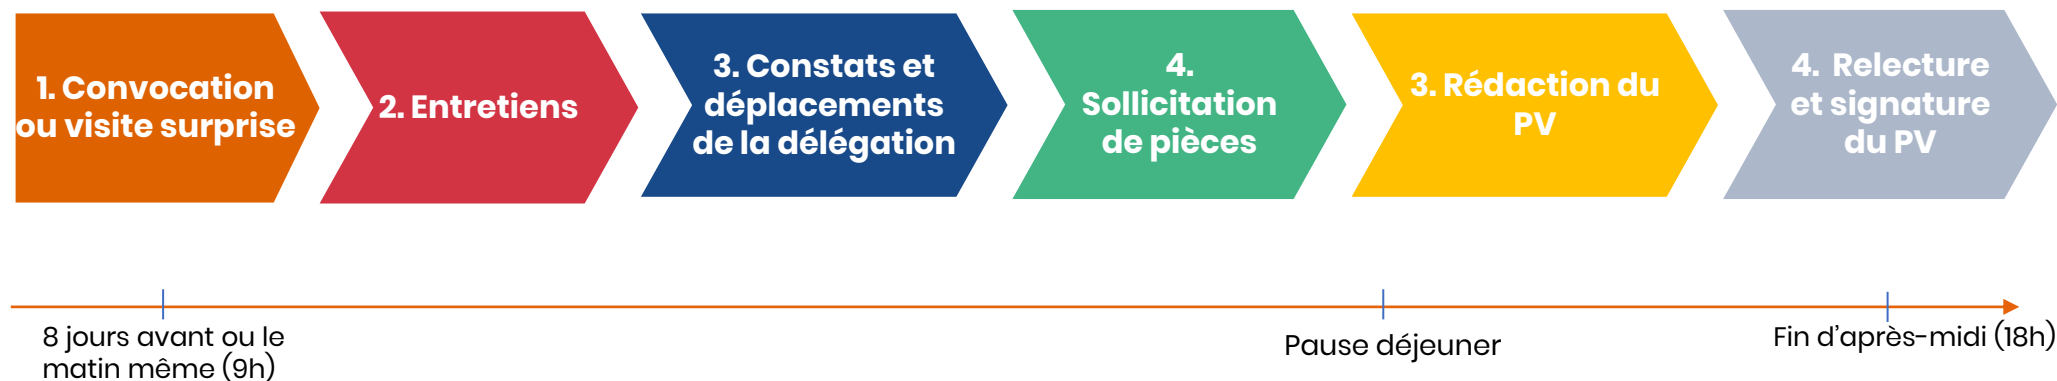 1. Convocation
ou visite surprise
2. Entretiens
3. Constats et
déplacements
de la délégation
4.
Sollicitation
de pièces
3. Rédaction du
PV
4. Relecture
et signature
du PV
8 jours avant ou le
matin même (9h)
Pause déjeuner
Fin d'après-midi (18h)